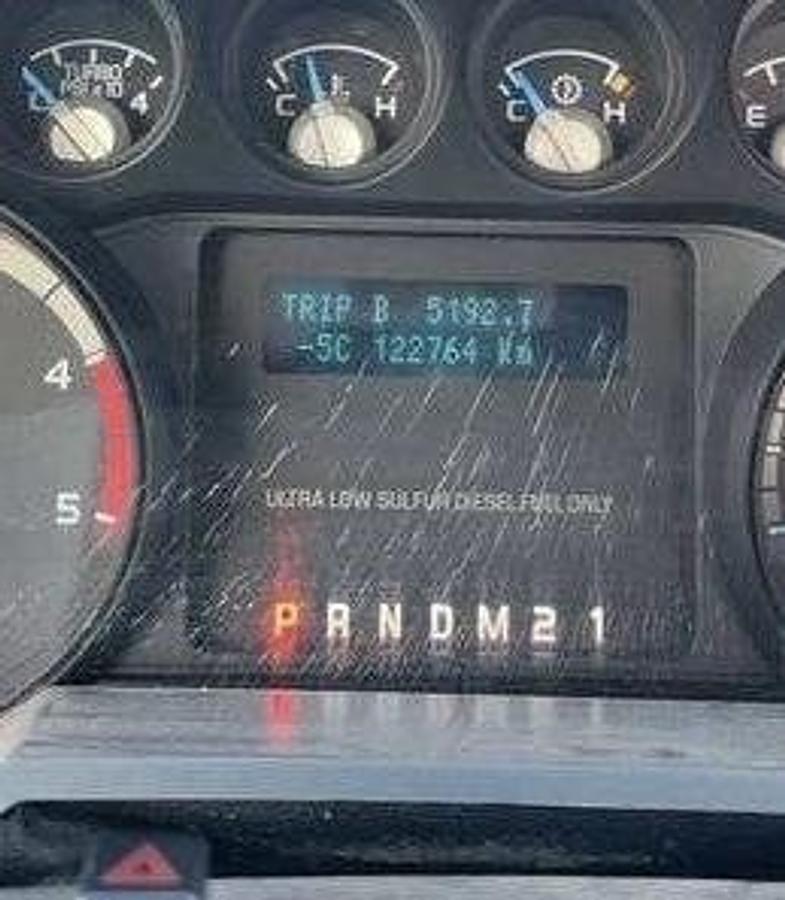 TURBO
PSI x 10
0 4
C H
C H
E
TRIP B 5192.7
-5C 122764 Km
4
5
ULTRA LOW SULFUR DIESEL FUEL ONLY
P R N D M 2 1